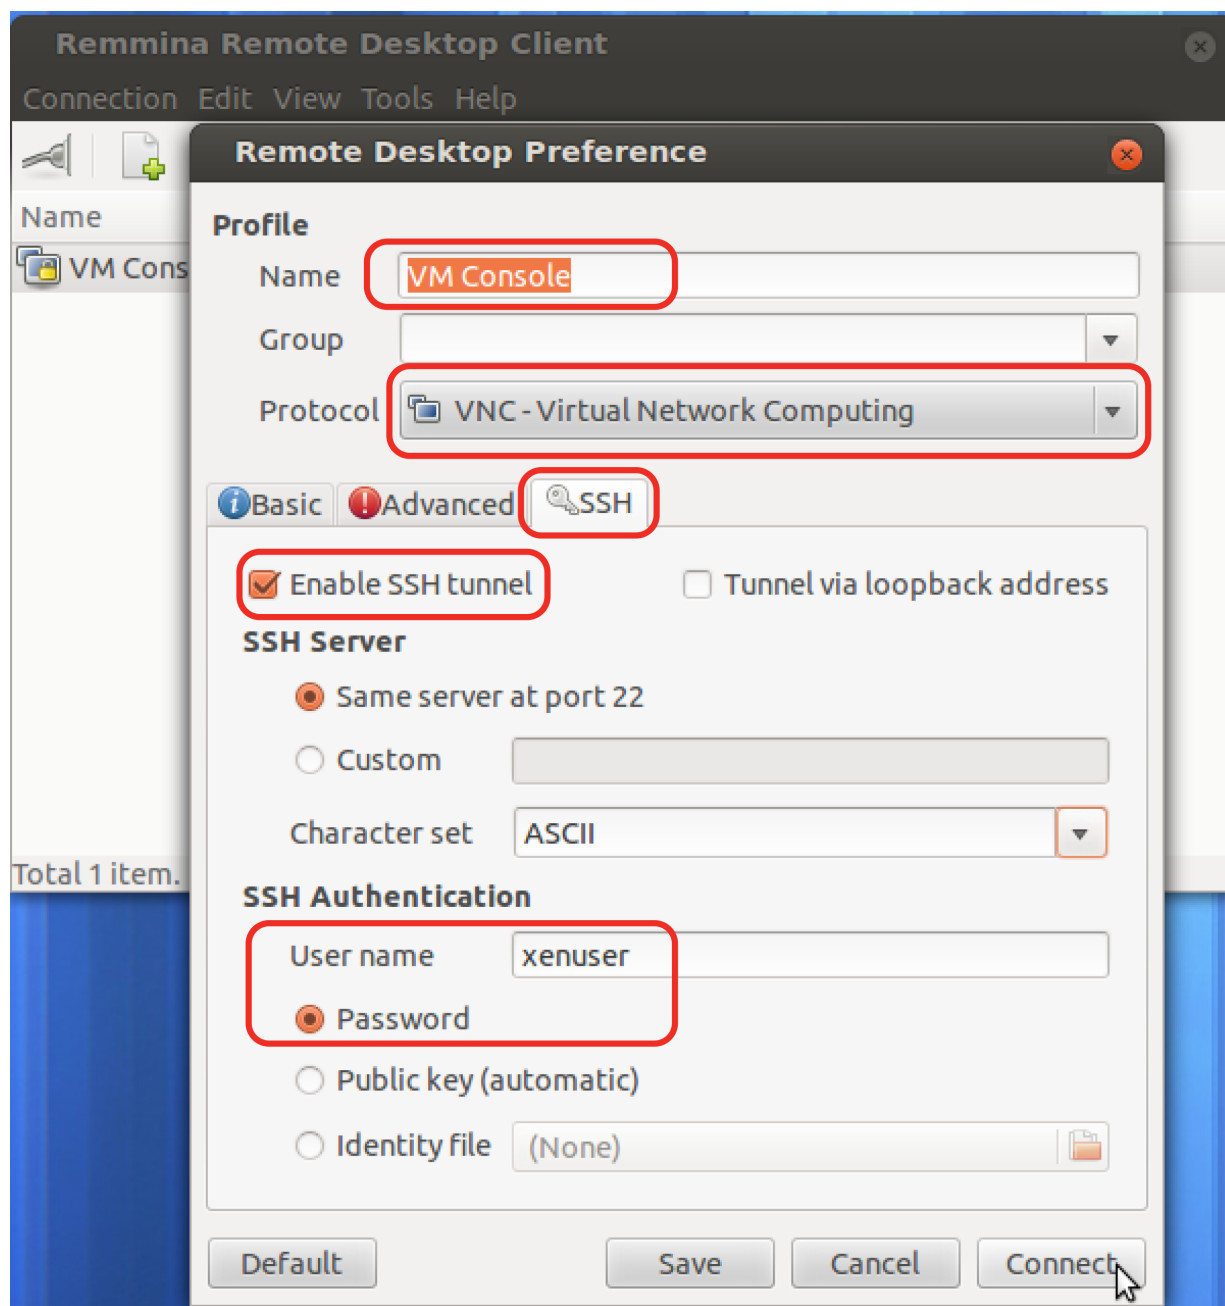 Remmina Remote Desktop Client
Connection Edit View Tools Help
Remote Desktop Preference
Name
VM Cons
Total 1 item.
Profile
Name VM Console
Group
Protocol VNC - Virtual Network Computing
Basic Advanced SSH
Enable SSH tunnel Tunnel via loopback address
SSH Server
Same server at port 22
Custom
Character set ASCII
SSH Authentication
User name xenuser
Password
Public key (automatic)
Identity file (None)
Default Save Cancel Connect